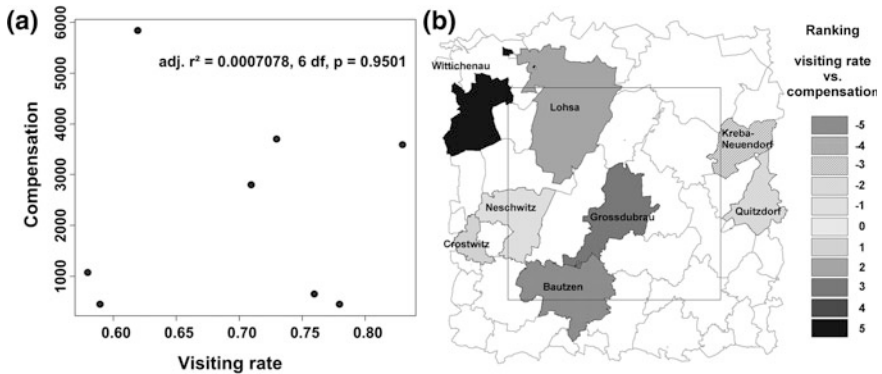 (a)
adj. r² = 0.0007078, 6 df, p = 0.9501
Compensation
6000
5000
4000
3000
2000
1000
0.60
0.65
0.70
0.75
0.80
Visiting rate
(b)
Wittichenau
Lohsa
Kreba-
Neuendorf
Neschwitz
Grossdubrau
Quitzdorf
Crostwitz
Bautzen
Ranking
visiting rate
vs.
compensation
-5
-4
-3
-2
-1
0
1
2
3
4
5